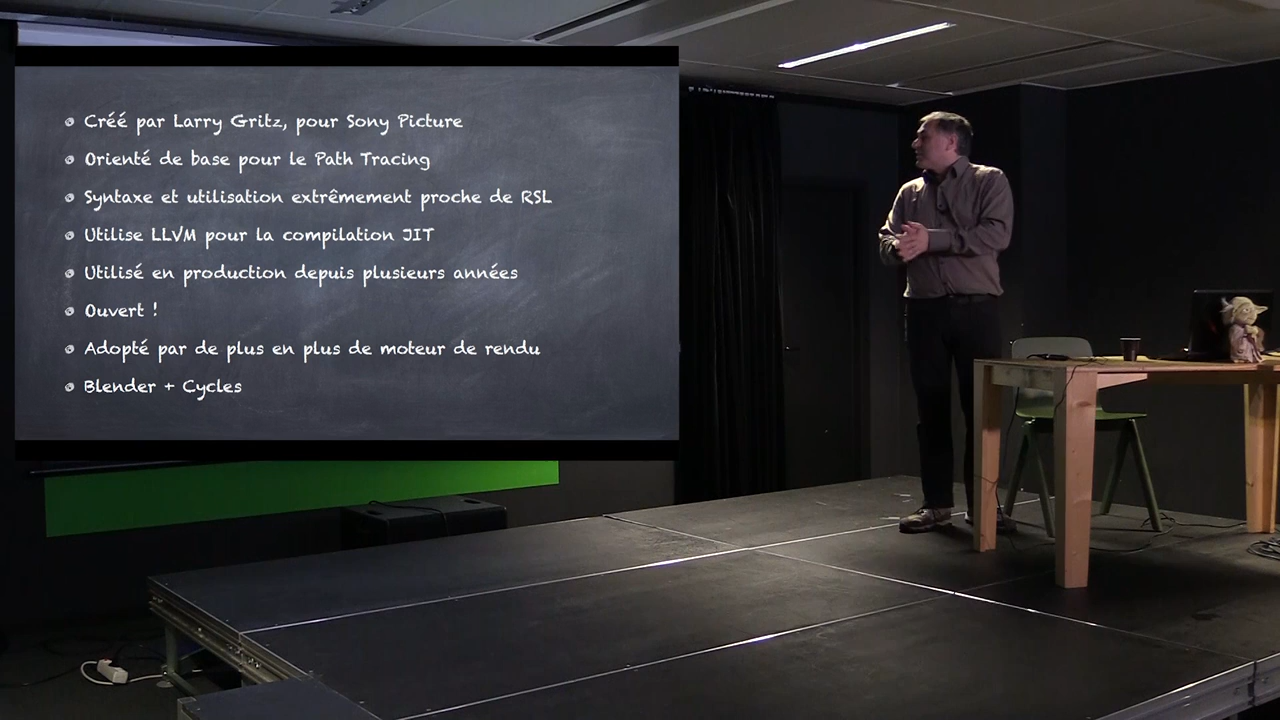 Créé par Larry Gritz, pour Sony Picture
Orienté de base pour le Path Tracing
Syntaxe et utilisation extrêmement proche de RSL
Utilise LLVM pour la compilation JIT
Utilisé en production depuis plusieurs années
Ouvert !
Adopté par de plus en plus de moteur de rendu
Blender + Cycles